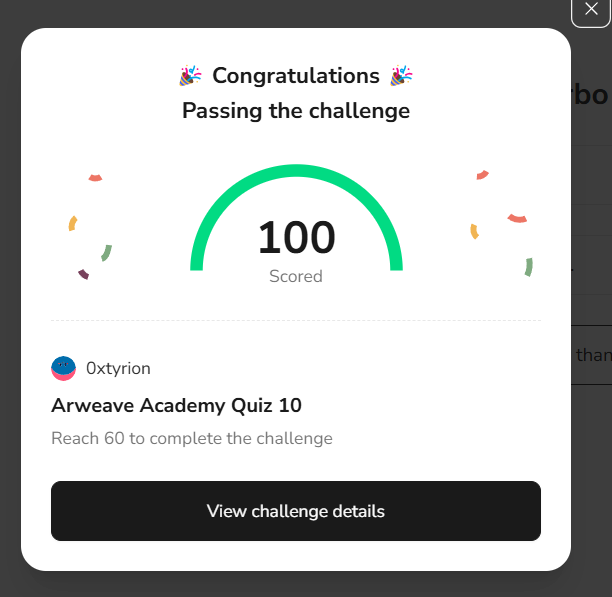 Congratulations
Passing the challenge
100
Scored
0xtyrion
Arweave Academy Quiz 10
Reach 60 to complete the challenge
View challenge details
rbo
than